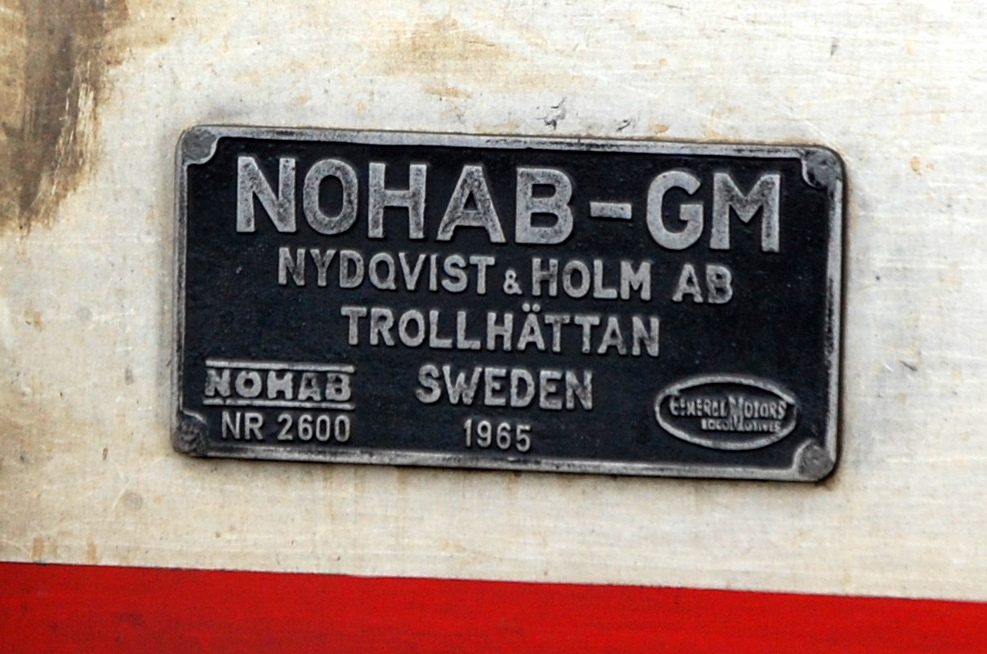 NOHAB-GM
NYDQVIST & HOLM AB
TROLLHÄTTAN
SWEDEN
NOHAB
NR 2600
1965
GENERAL MOTORS
LOCOMOTIVES